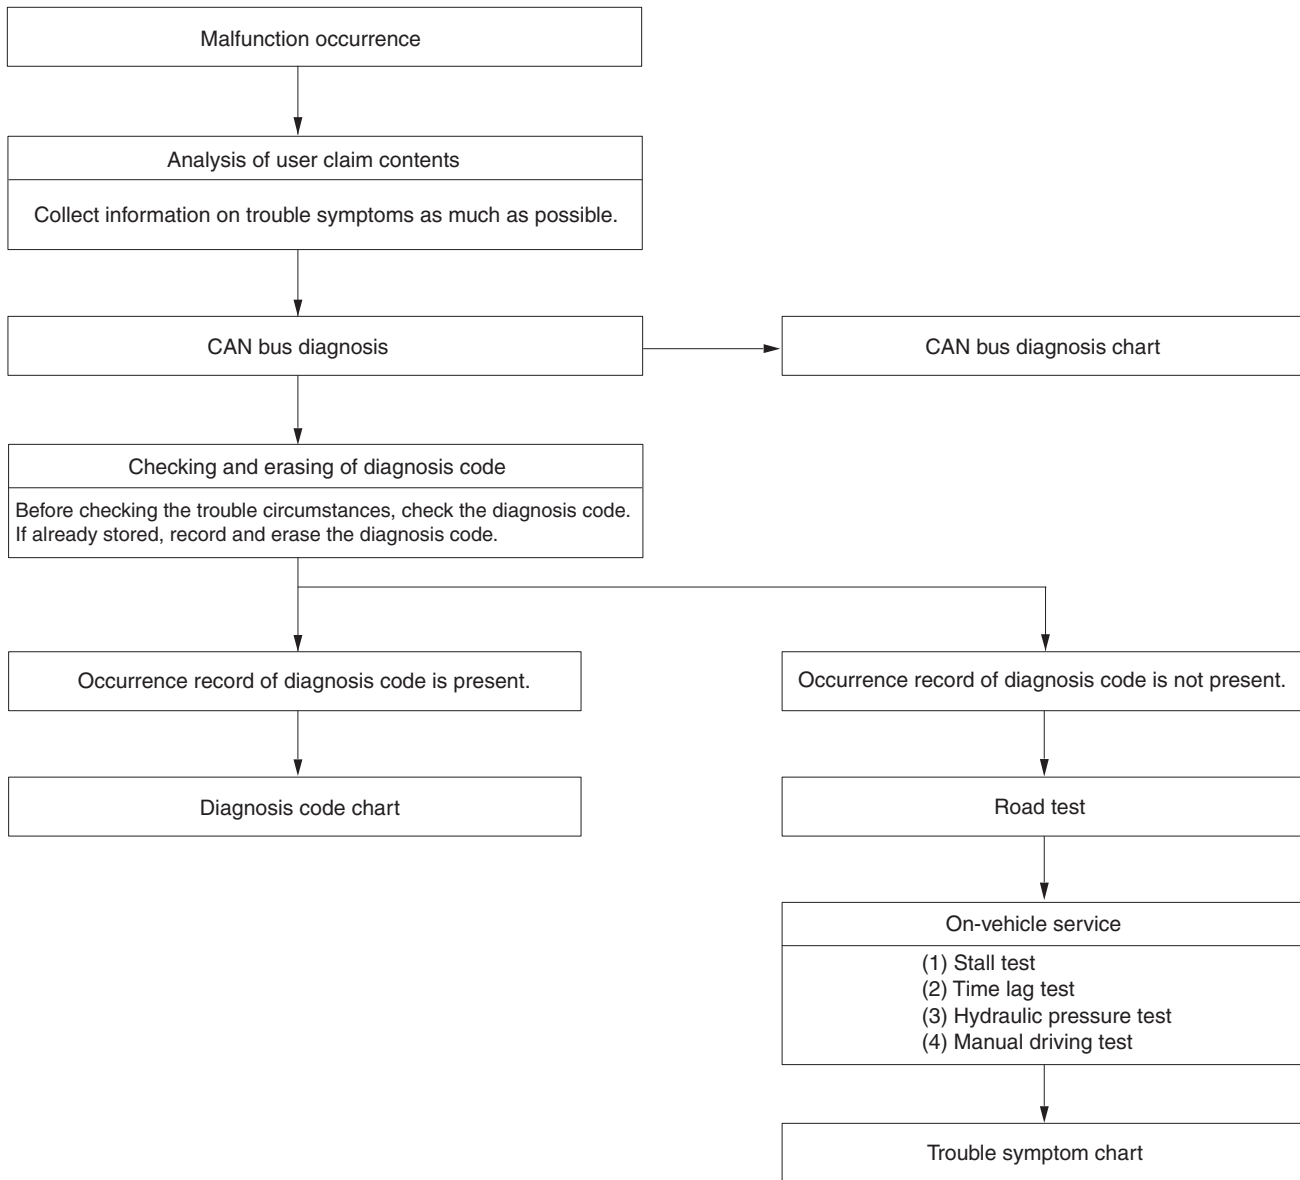 Malfunction occurrence
Analysis of user claim contents
Collect information on trouble symptoms as much as possible.
CAN bus diagnosis
CAN bus diagnosis chart
Checking and erasing of diagnosis code
Before checking the trouble circumstances, check the diagnosis code.
If already stored, record and erase the diagnosis code.
Occurrence record of diagnosis code is present.
Occurrence record of diagnosis code is not present.
Diagnosis code chart
Road test
On-vehicle service
(1) Stall test
(2) Time lag test
(3) Hydraulic pressure test
(4) Manual driving test
Trouble symptom chart